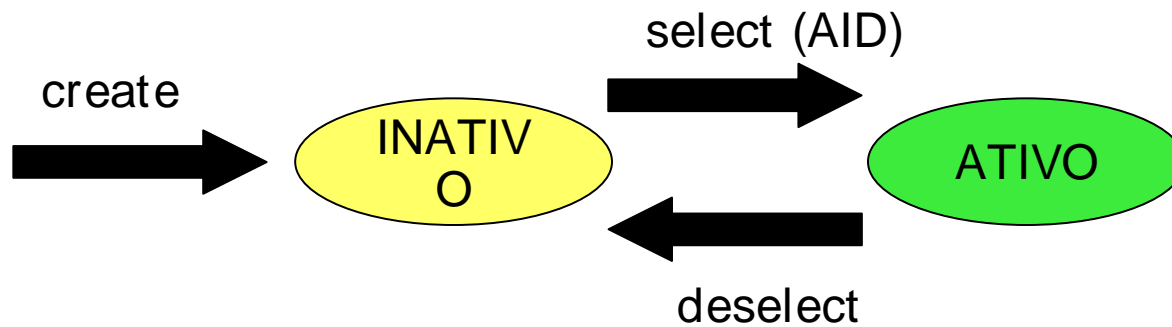 select (AID)
create
INATIV
O
ATIVO
deselect